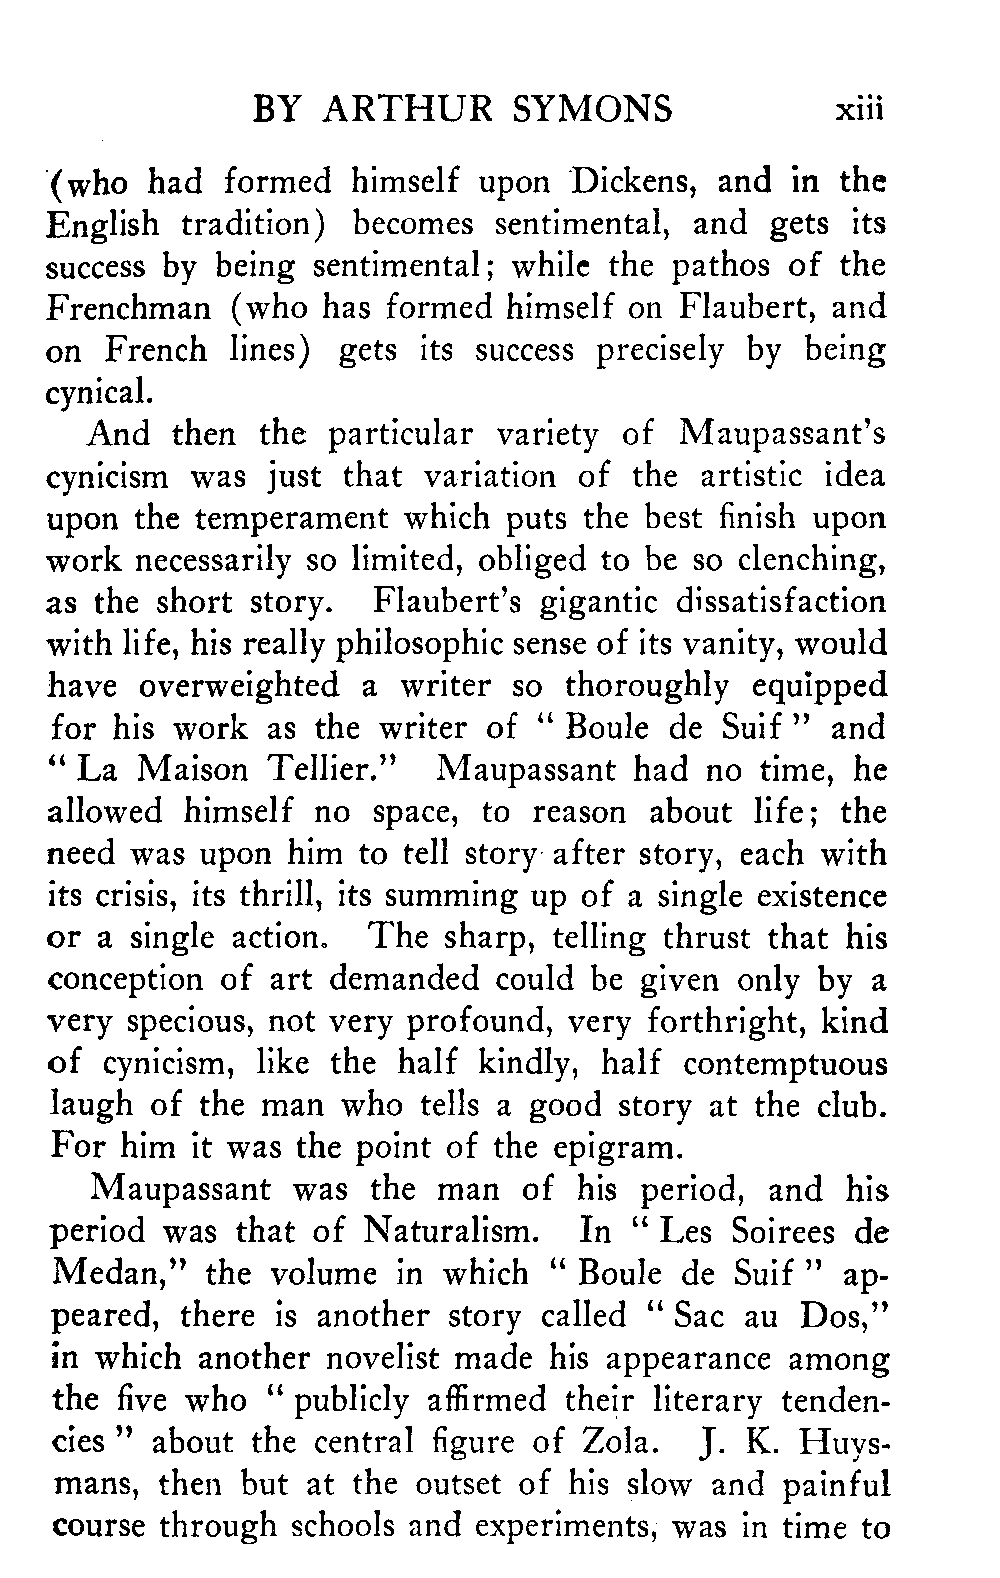 BY ARTHUR SYMONS xiii
(who had formed himself upon Dickens, and in the
English tradition) becomes sentimental, and gets its
success by being sentimental; while the pathos of the
Frenchman (who has formed himself on Flaubert, and
on French lines) gets its success precisely by being
cynical.
And then the particular variety of Maupassant's
cynicism was just that variation of the artistic idea
upon the temperament which puts the best finish upon
work necessarily so limited, obliged to be so clenching,
as the short story. Flaubert's gigantic dissatisfaction
with life, his really philosophic sense of its vanity, would
have overweighted a writer so thoroughly equipped
for his work as the writer of “ Boule de Suif ” and
“ La Maison Tellier.” Maupassant had no time, he
allowed himself no space, to reason about life; the
need was upon him to tell story after story, each with
its crisis, its thrill, its summing up of a single existence
or a single action. The sharp, telling thrust that his
conception of art demanded could be given only by a
very specious, not very profound, very forthright, kind
of cynicism, like the half kindly, half contemptuous
laugh of the man who tells a good story at the club.
For him it was the point of the epigram.
Maupassant was the man of his period, and his
period was that of Naturalism. In “ Les Soirees de
Medan,” the volume in which “ Boule de Suif ” ap-
peared, there is another story called “ Sac au Dos,”
in which another novelist made his appearance among
the five who “ publicly affirmed their literary tenden-
cies ” about the central figure of Zola. J. K. Huys-
mans, then but at the outset of his slow and painful
course through schools and experiments, was in time to